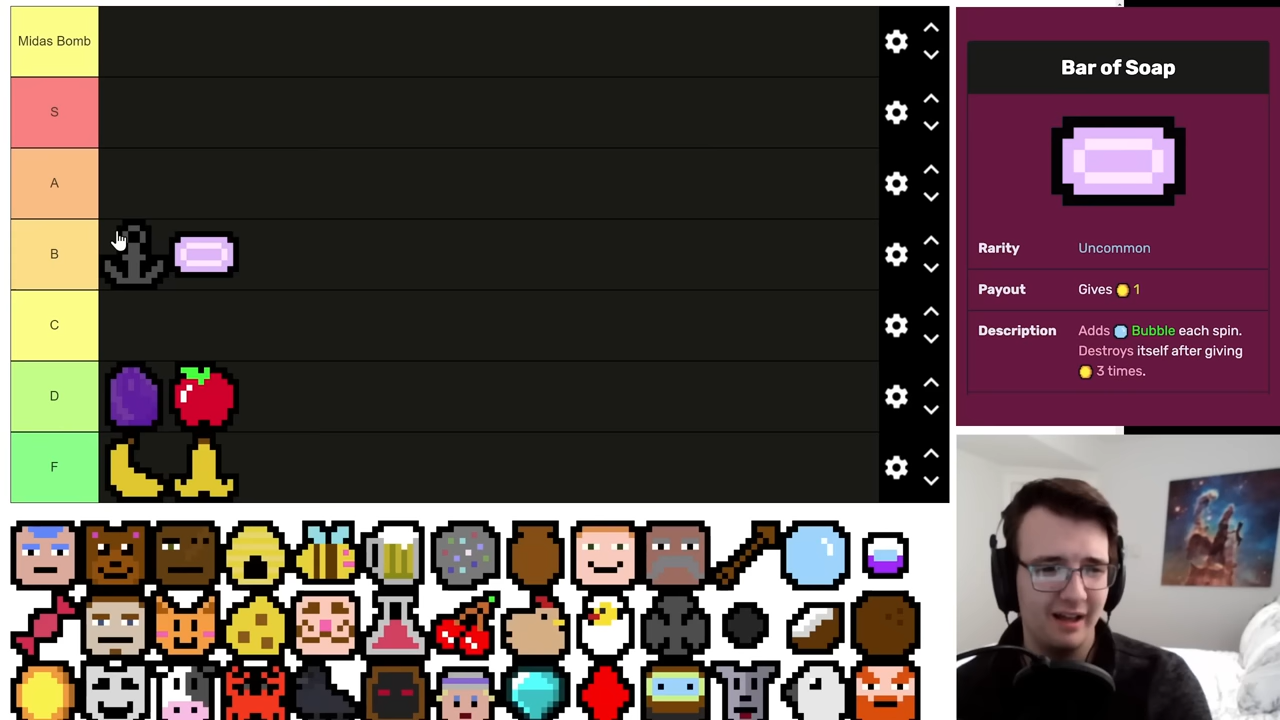 Midas Bomb
S
A
B
C
D
F
Bar of Soap
Rarity Uncommon
Payout Gives 1
Description Adds Bubble each spin.
Destroys itself after giving
3 times.